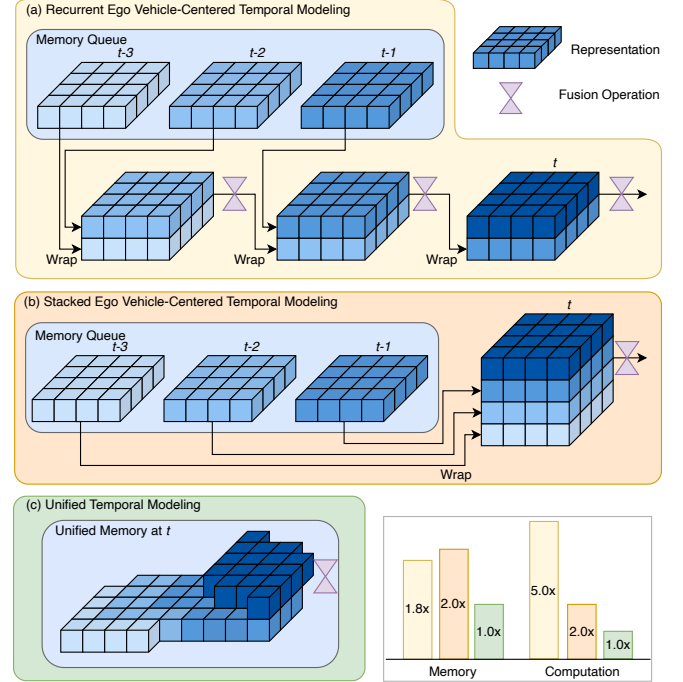 (a) Recurrent Ego Vehicle-Centered Temporal Modeling
Memory Queue
t-3
t-2
t-1
Representation
Fusion Operation
t
Wrap
Wrap
Wrap
(b) Stacked Ego Vehicle-Centered Temporal Modeling
t
Memory Queue
t-3
t-2
t-1
Wrap
(c) Unified Temporal Modeling
Unified Memory at t
1.8x
2.0x
1.0x
5.0x
2.0x
1.0x
Memory
Computation